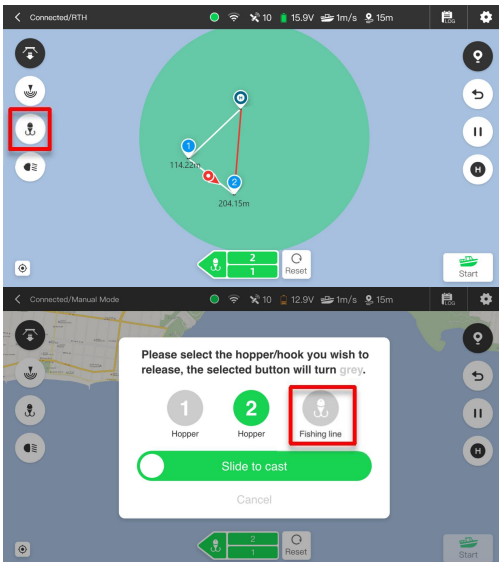 Connected/RTH
10
15.9V
1m/s
15m
LOG
H
1
114.22m
2
204.15m
H
2
1
Reset
Start
Connected/Manual Mode
10
12.9V
1m/s
15m
LOG
Please select the hopper/hook you wish to
release, the selected button will turn grey.
1
2
Hopper
Hopper
Fishing line
Slide to cast
H
Cancel
2
1
Reset
Start